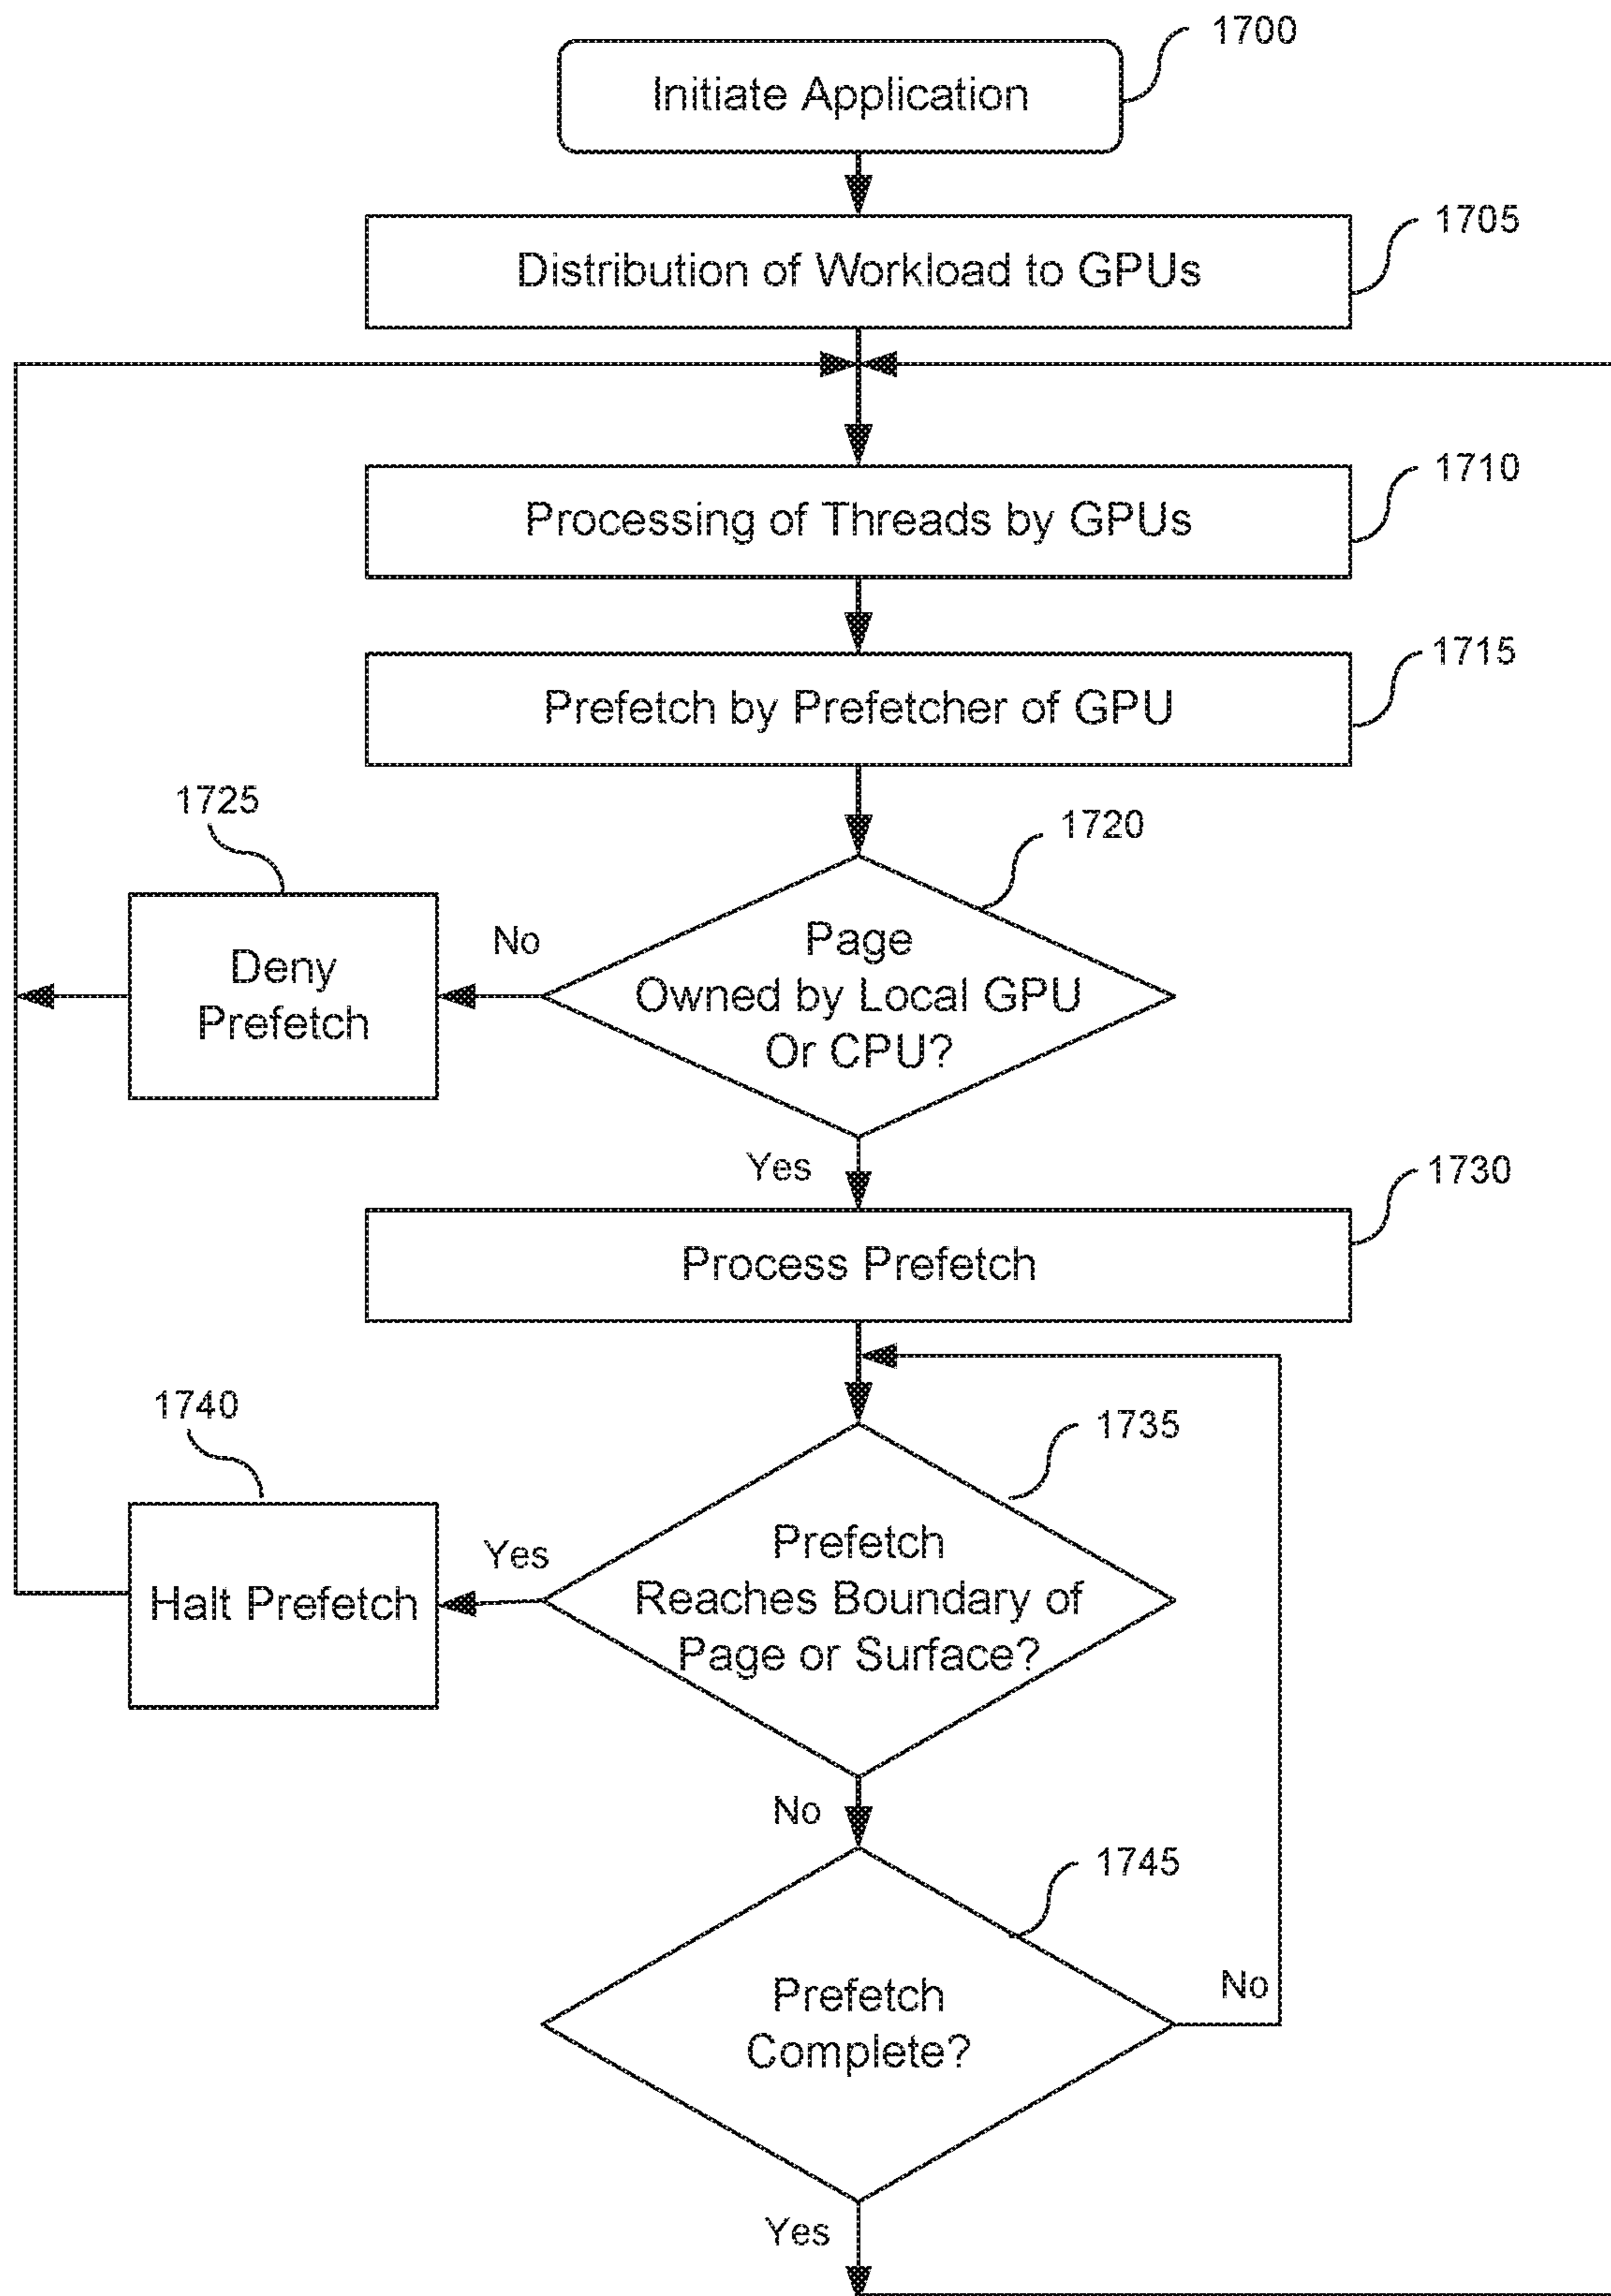 1700
Initiate Application
1705
Distribution of Workload to GPUs
1710
Processing of Threads by GPUs
1715
Prefetch by Prefetcher of GPU
1725
1720
Deny
Prefetch
No
Page
Owned by Local GPU
Or CPU?
Yes
1730
Process Prefetch
1740
1735
Halt Prefetch
Yes
Prefetch
Reaches Boundary of
Page or Surface?
No
1745
Prefetch
Complete?
No
Yes